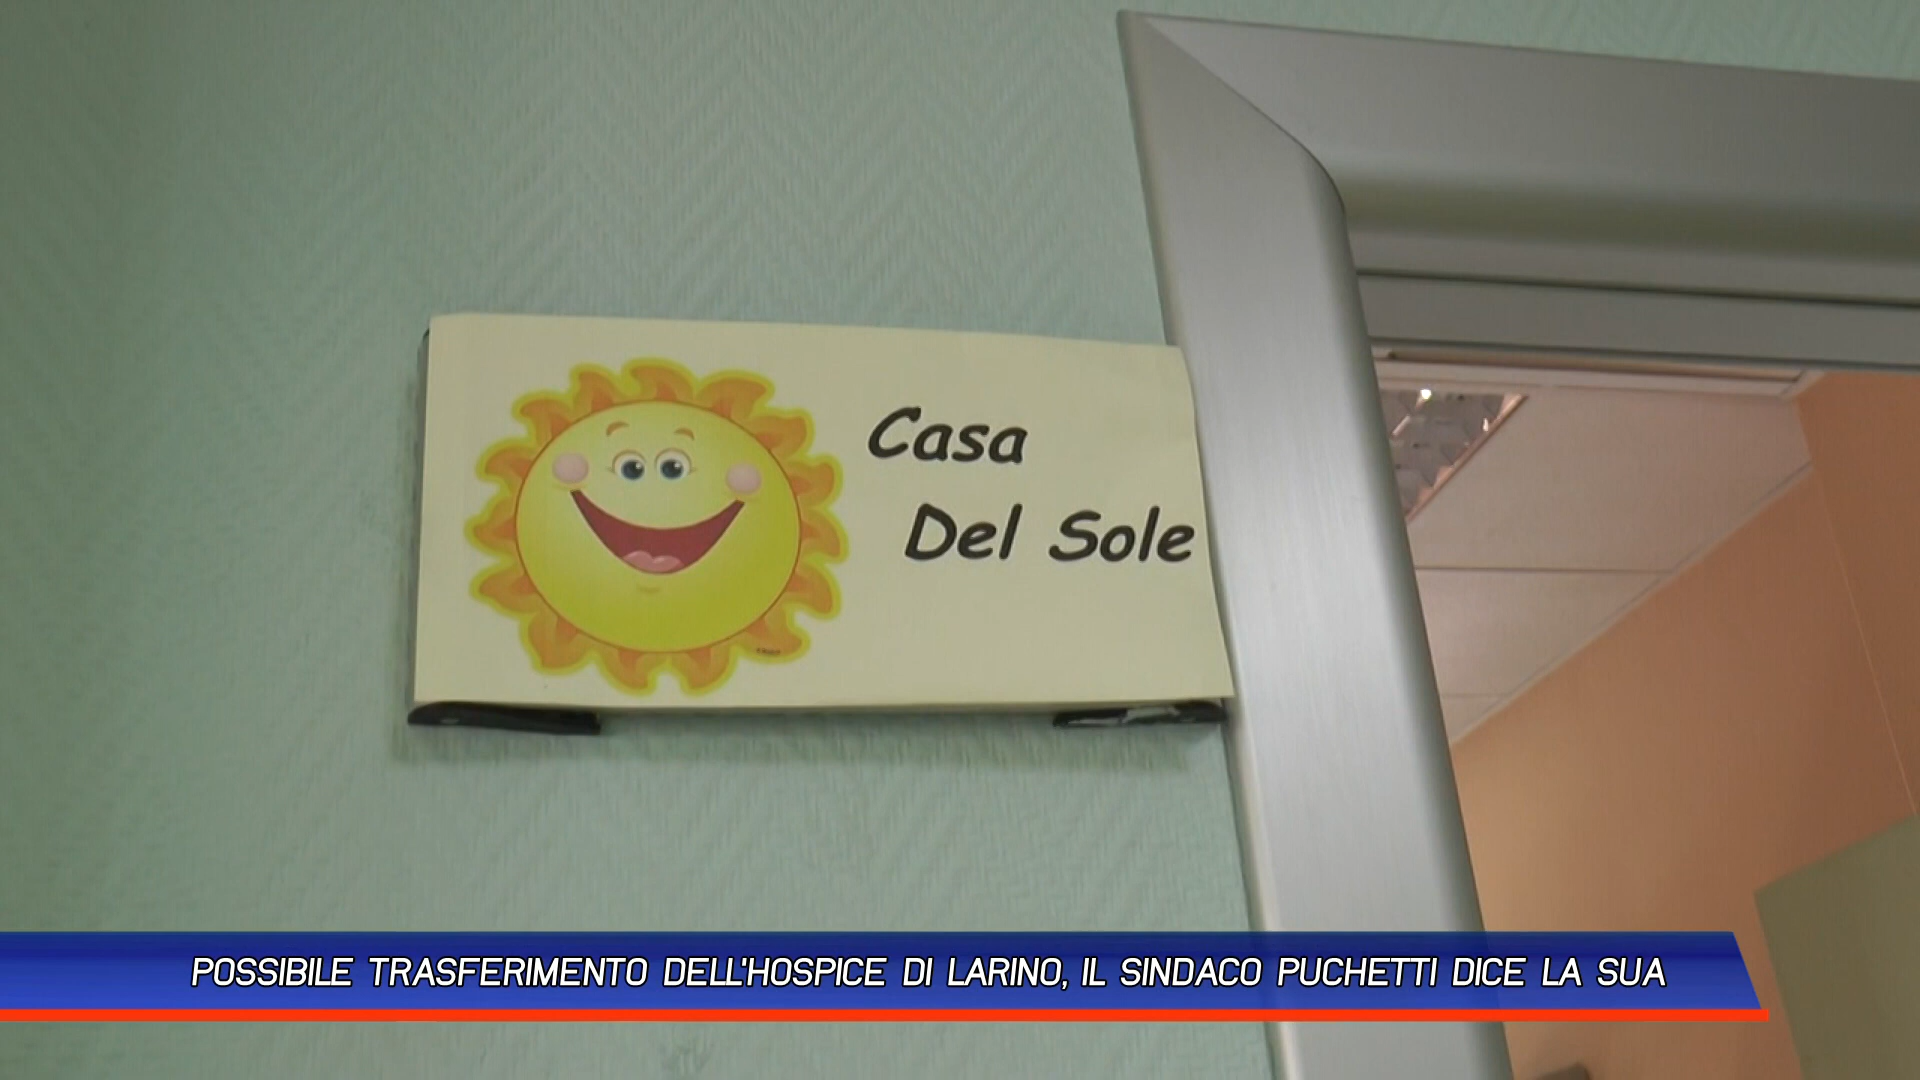 Casa
Del Sole
POSSIBILE TRASFERIMENTO DELL'HOSPICE DI LARINO, IL SINDACO PUCHETTI DICE LA SUA